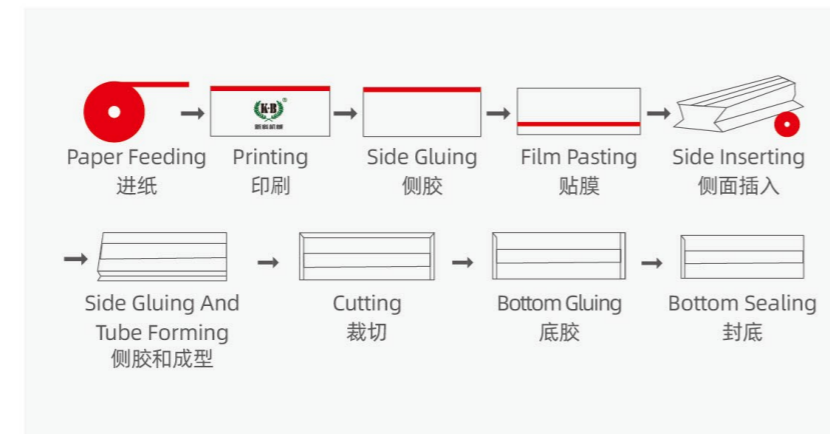 K·B
®
Paper Feeding
进纸
Printing
印刷
Side Gluing
侧胶
Film Pasting
贴膜
Side Inserting
侧面插入
Side Gluing And
Tube Forming
侧胶和成型
Cutting
裁切
Bottom Gluing
底胶
Bottom Sealing
封底